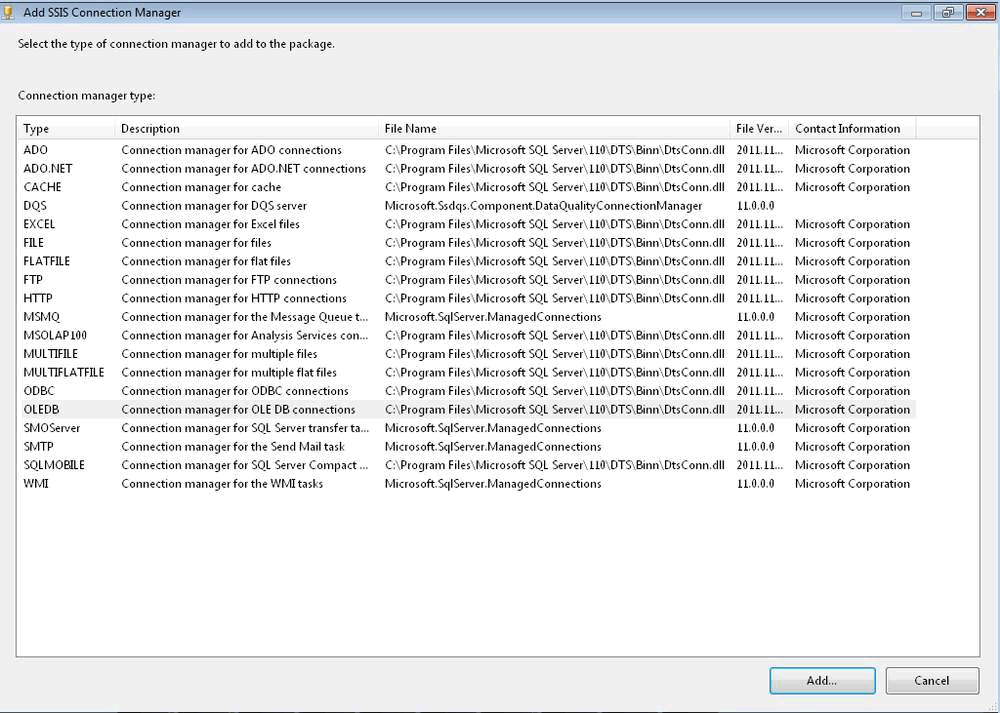 Add SSIS Connection Manager
Select the type of connection manager to add to the package.
Connection manager type:
Type Description File Name File Ver... Contact Information
ADO Connection manager for ADO connections C:\Program Files\Microsoft SQL Server\110\DTS\Binn\DtsConn.dll 2011.11... Microsoft Corporation
ADO.NET Connection manager for ADO.NET connections C:\Program Files\Microsoft SQL Server\110\DTS\Binn\DtsConn.dll 2011.11... Microsoft Corporation
CACHE Connection manager for cache C:\Program Files\Microsoft SQL Server\110\DTS\Binn\DtsConn.dll 2011.11... Microsoft Corporation
DQS Connection manager for DQS server Microsoft.Ssdqs.Component.DataQualityConnectionManager 11.0.0.0
EXCEL Connection manager for Excel files C:\Program Files\Microsoft SQL Server\110\DTS\Binn\DtsConn.dll 2011.11... Microsoft Corporation
FILE Connection manager for files C:\Program Files\Microsoft SQL Server\110\DTS\Binn\DtsConn.dll 2011.11... Microsoft Corporation
FLATFILE Connection manager for flat files C:\Program Files\Microsoft SQL Server\110\DTS\Binn\DtsConn.dll 2011.11... Microsoft Corporation
FTP Connection manager for FTP connections C:\Program Files\Microsoft SQL Server\110\DTS\Binn\DtsConn.dll 2011.11... Microsoft Corporation
HTTP Connection manager for HTTP connections C:\Program Files\Microsoft SQL Server\110\DTS\Binn\DtsConn.dll 2011.11... Microsoft Corporation
MSMQ Connection manager for the Message Queue t... Microsoft.SqlServer.ManagedConnections 11.0.0.0 Microsoft Corporation
MSOLAP100 Connection manager for Analysis Services con... C:\Program Files\Microsoft SQL Server\110\DTS\Binn\DtsConn.dll 2011.11... Microsoft Corporation
MULTIFILE Connection manager for multiple files C:\Program Files\Microsoft SQL Server\110\DTS\Binn\DtsConn.dll 2011.11... Microsoft Corporation
MULTIFLATFILE Connection manager for multiple flat files C:\Program Files\Microsoft SQL Server\110\DTS\Binn\DtsConn.dll 2011.11... Microsoft Corporation
ODBC Connection manager for ODBC connections C:\Program Files\Microsoft SQL Server\110\DTS\Binn\DtsConn.dll 2011.11... Microsoft Corporation
OLEDB Connection manager for OLE DB connections C:\Program Files\Microsoft SQL Server\110\DTS\Binn\DtsConn.dll 2011.11... Microsoft Corporation
SMOServer Connection manager for SQL Server transfer ta... Microsoft.SqlServer.ManagedConnections 11.0.0.0 Microsoft Corporation
SMTP Connection manager for the Send Mail task Microsoft.SqlServer.ManagedConnections 11.0.0.0 Microsoft Corporation
SQLMOBILE Connection manager for SQL Server Compact ... C:\Program Files\Microsoft SQL Server\110\DTS\Binn\DtsConn.dll 2011.11... Microsoft Corporation
WMI Connection manager for the WMI tasks Microsoft.SqlServer.ManagedConnections 11.0.0.0 Microsoft Corporation
Add... Cancel